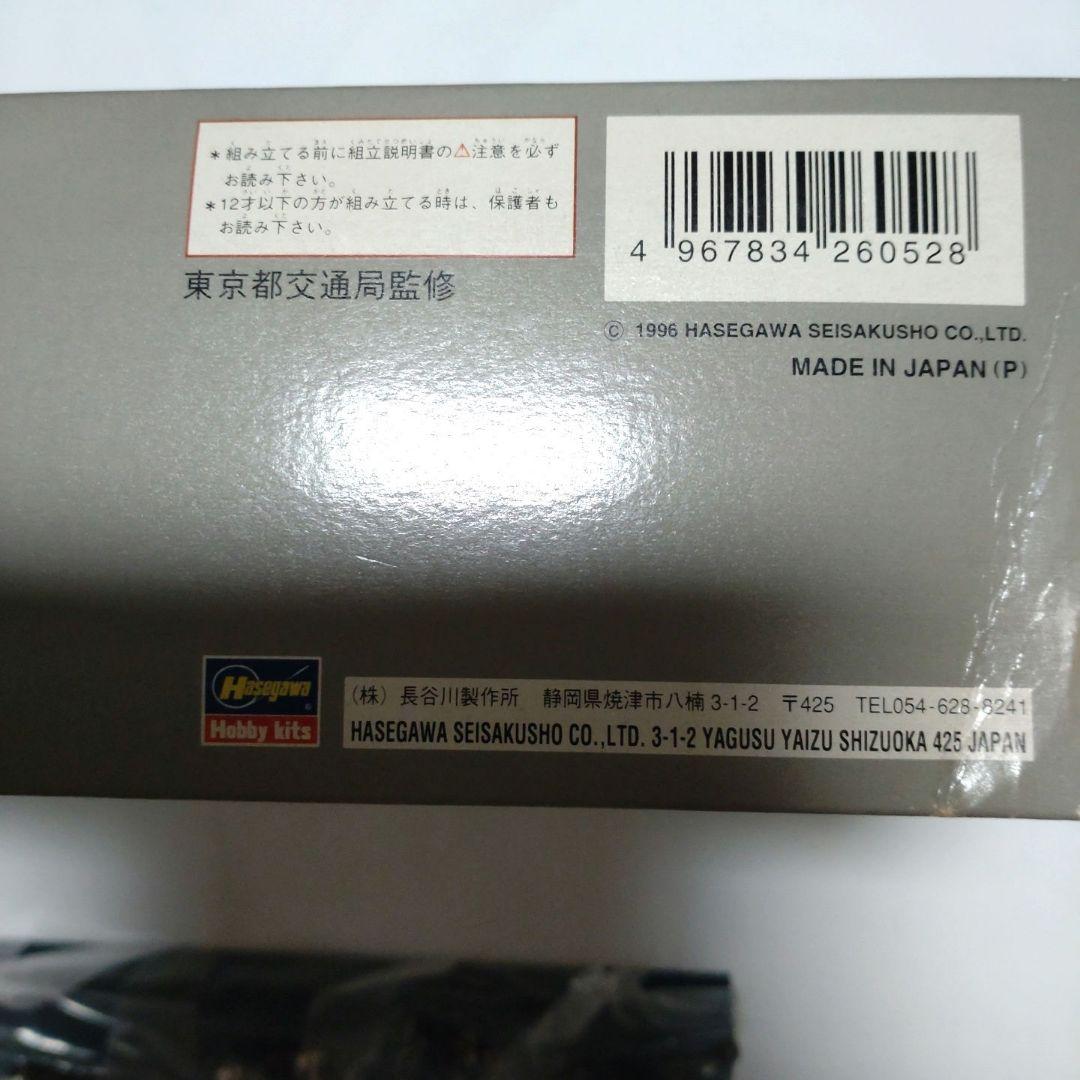 *組み立てる前に組立説明書の⚠注意を必ず
お読み下さい。
*12才以下の方が組み立てる時は、保護者も
お読み下さい。
東京都交通局監修
4 967834 260528
© 1996 HASEGAWA SEISAKUSHO CO.,LTD.
MADE IN JAPAN (P)
Hasegawa
Hobby kits
(株) 長谷川製作所 静岡県焼津市八楠 3-1-2 〒425 TEL054-628-8241
HASEGAWA SEISAKUSHO CO.,LTD. 3-1-2 YAGUSU YAIZU SHIZUOKA 425 JAPAN